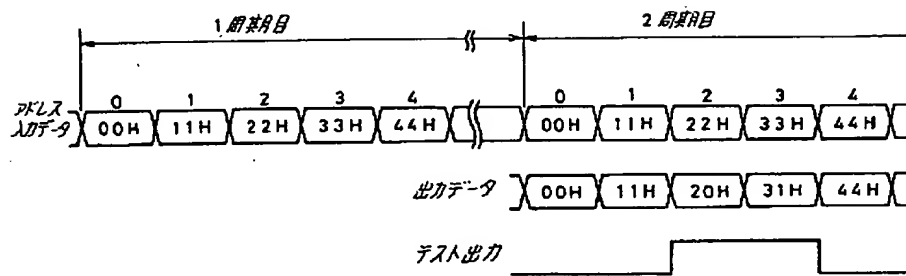 1周期目 2周期目
0 1 2 3 4 0 1 2 3 4
アドレス
入力データ 00H 11H 22H 33H 44H 00H 11H 22H 33H 44H
出力データ 00H 11H 20H 31H 44H
テスト出力